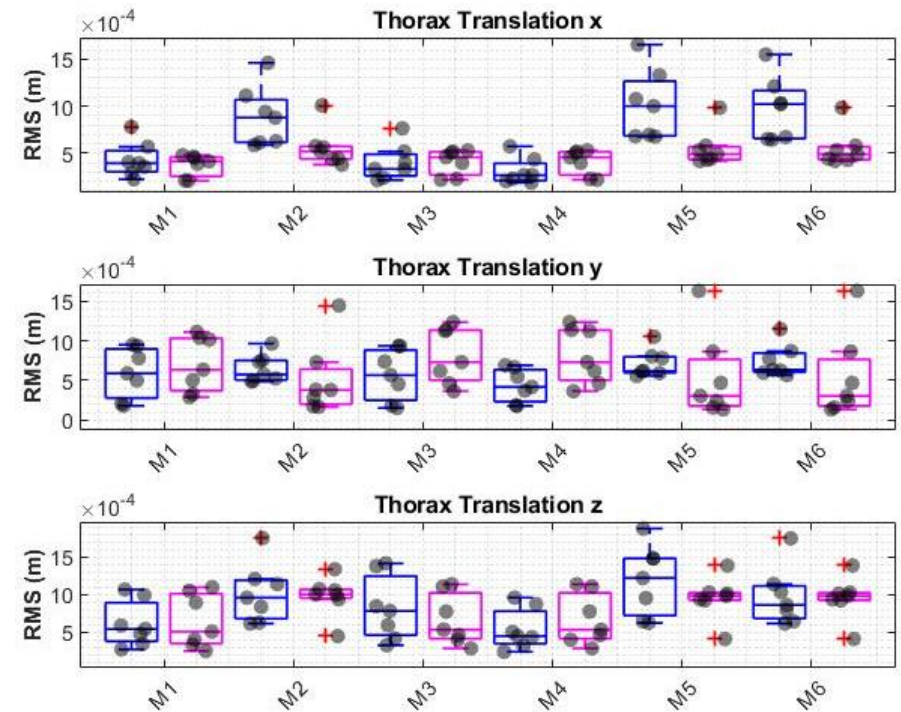 Thorax Translation x
×10⁻⁴
15
10
5
RMS (m)
M1 M2 M3 M4 M5 M6
Thorax Translation y
×10⁻⁴
15
10
5
0
RMS (m)
M1 M2 M3 M4 M5 M6
Thorax Translation z
×10⁻⁴
15
10
5
RMS (m)
M1 M2 M3 M4 M5 M6